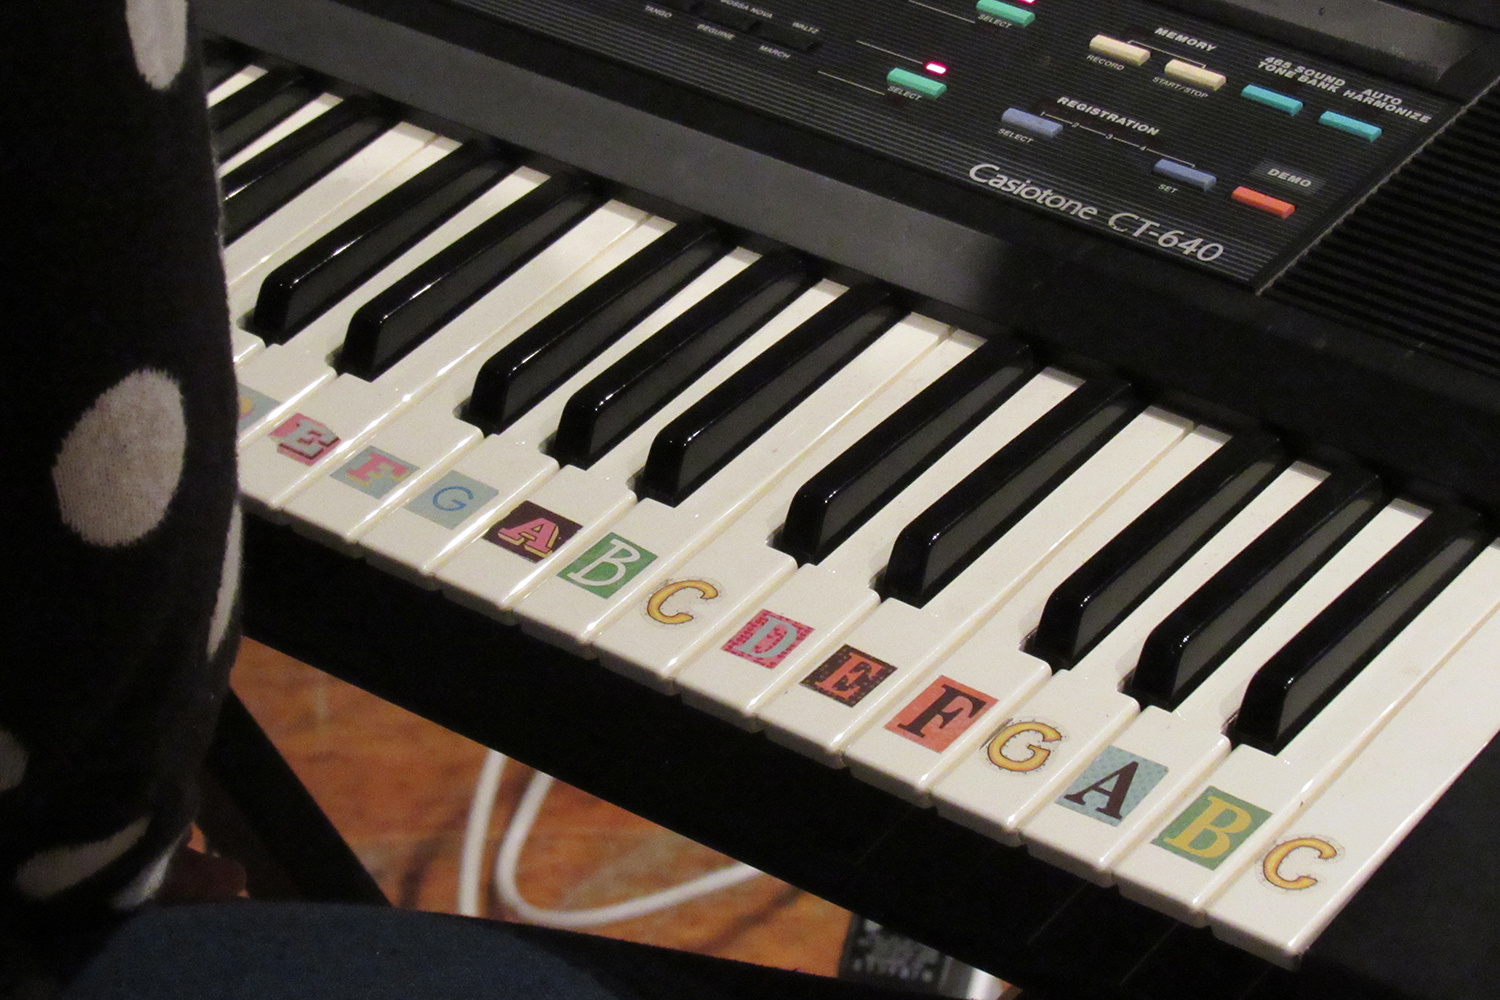 TANGO
BOSSA NOVA
BEGUINE
WALTZ
MARCH
SELECT
SELECT
MEMORY
RECORD
START/STOP
465 SOUND
TONE BANK
AUTO
HARMONIZE
REGISTRATION
1 2 3 4
SELECT
SET
DEMO
Casiotone CT-640
E F G A B C D E F G A B C